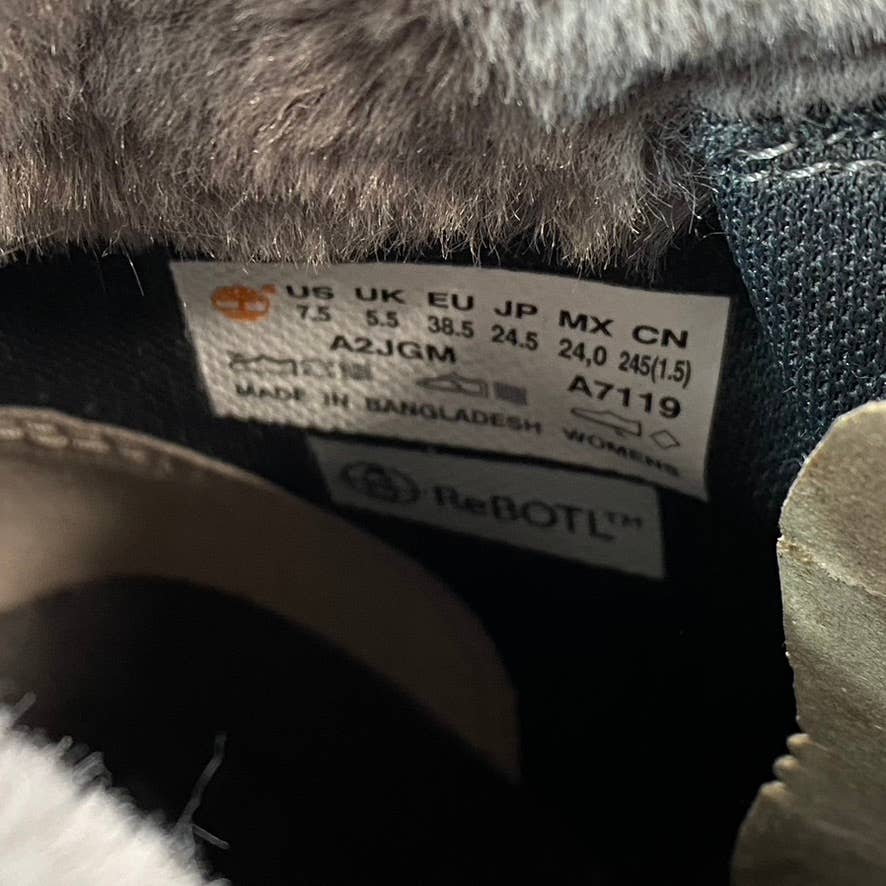 US UK EU JP MX CN
7.5 5.5 38.5 24.5 24,0 245(1.5)
A2JGM A7119
MADE IN BANGLADESH WOMENS
ReBOTL™